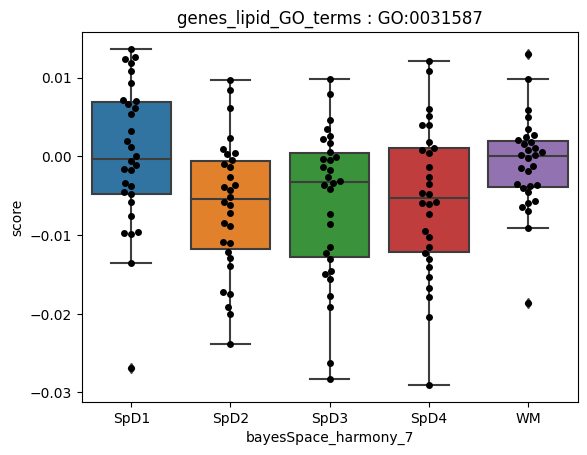 genes_lipid_GO_terms : GO:0031587
0.01
0.00
−0.01
−0.02
−0.03
score
SpD1 SpD2 SpD3 SpD4 WM
bayesSpace_harmony_7